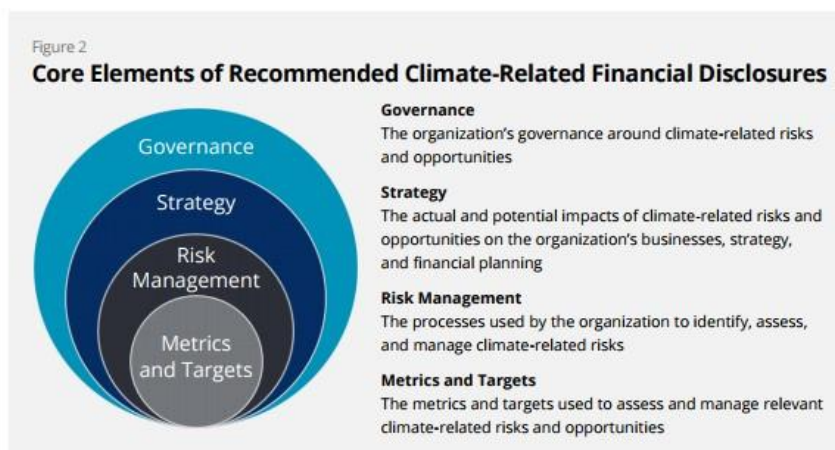 Figure 2
Core Elements of Recommended Climate-Related Financial Disclosures
Governance
Strategy
Risk
Management
Metrics
and Targets
Governance
The organization's governance around climate-related risks
and opportunities
Strategy
The actual and potential impacts of climate-related risks and
opportunities on the organization's businesses, strategy,
and financial planning
Risk Management
The processes used by the organization to identify, assess,
and manage climate-related risks
Metrics and Targets
The metrics and targets used to assess and manage relevant
climate-related risks and opportunities